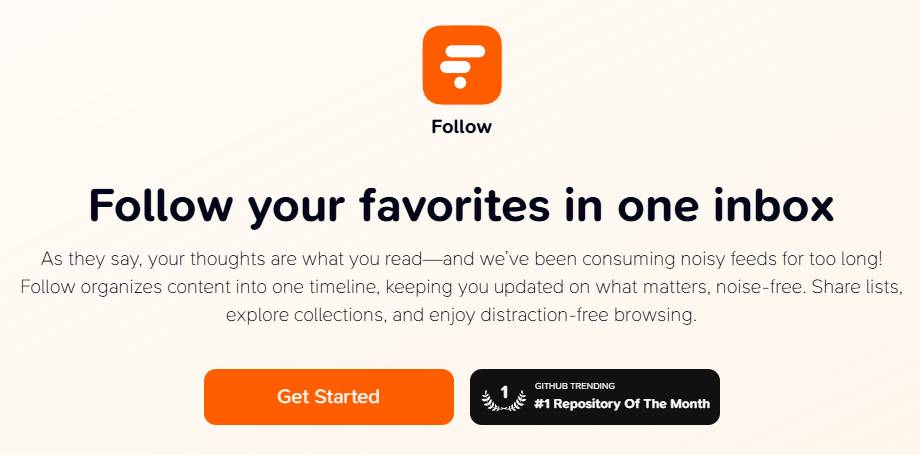 Follow
Follow your favorites in one inbox
As they say, your thoughts are what you read—and we've been consuming noisy feeds for too long!
Follow organizes content into one timeline, keeping you updated on what matters, noise-free. Share lists,
explore collections, and enjoy distraction-free browsing.
Get Started
1
GITHUB TRENDING
#1 Repository Of The Month